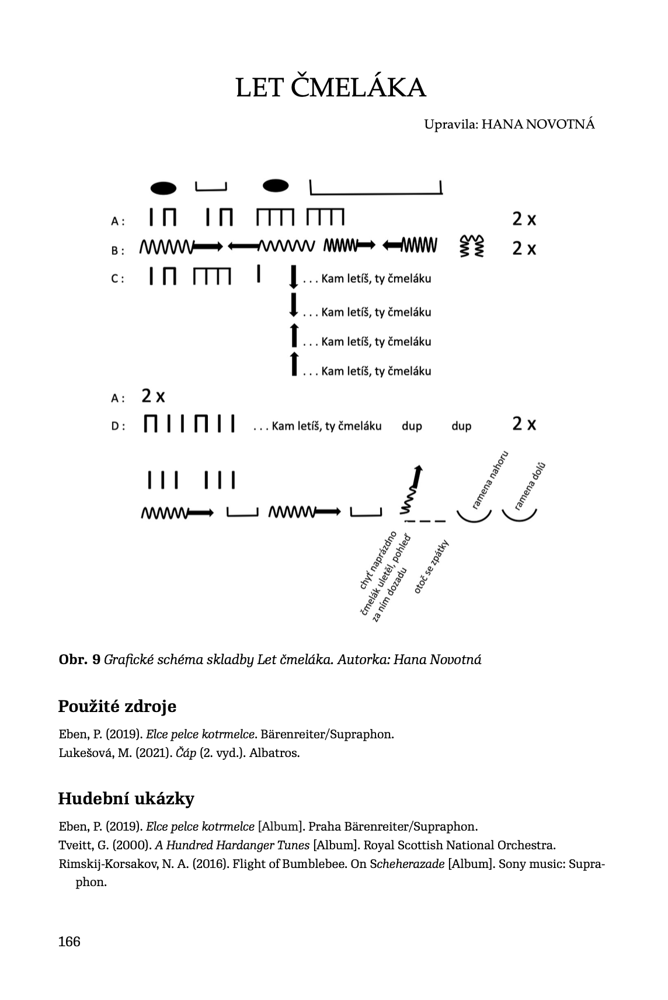 LET ČMELÁKA
Upravila: HANA NOVOTNÁ
A : 2 x
B : 2 x
C : . . . Kam letíš, ty čmeláku
. . . Kam letíš, ty čmeláku
. . . Kam letíš, ty čmeláku
. . . Kam letíš, ty čmeláku
A : 2 x
D : . . . Kam letíš, ty čmeláku dup dup 2 x
ramena nahoru
ramena dolů
chyť naprázdno
čmelák uletěl, pohleď
za ním dozadu
otoč se zpátky
Obr. 9 Grafické schéma skladby Let čmeláka. Autorka: Hana Novotná
Použité zdroje
Eben, P. (2019). Elce pelce kotrmelce. Bärenreiter/Supraphon.
Lukešová, M. (2021). Čáp (2. vyd.). Albatros.
Hudební ukázky
Eben, P. (2019). Elce pelce kotrmelce [Album]. Praha Bärenreiter/Supraphon.
Tveitt, G. (2000). A Hundred Hardanger Tunes [Album]. Royal Scottish National Orchestra.
Rimskij-Korsakov, N. A. (2016). Flight of Bumblebee. On Scheherazade [Album]. Sony music: Supra-
phon.
166